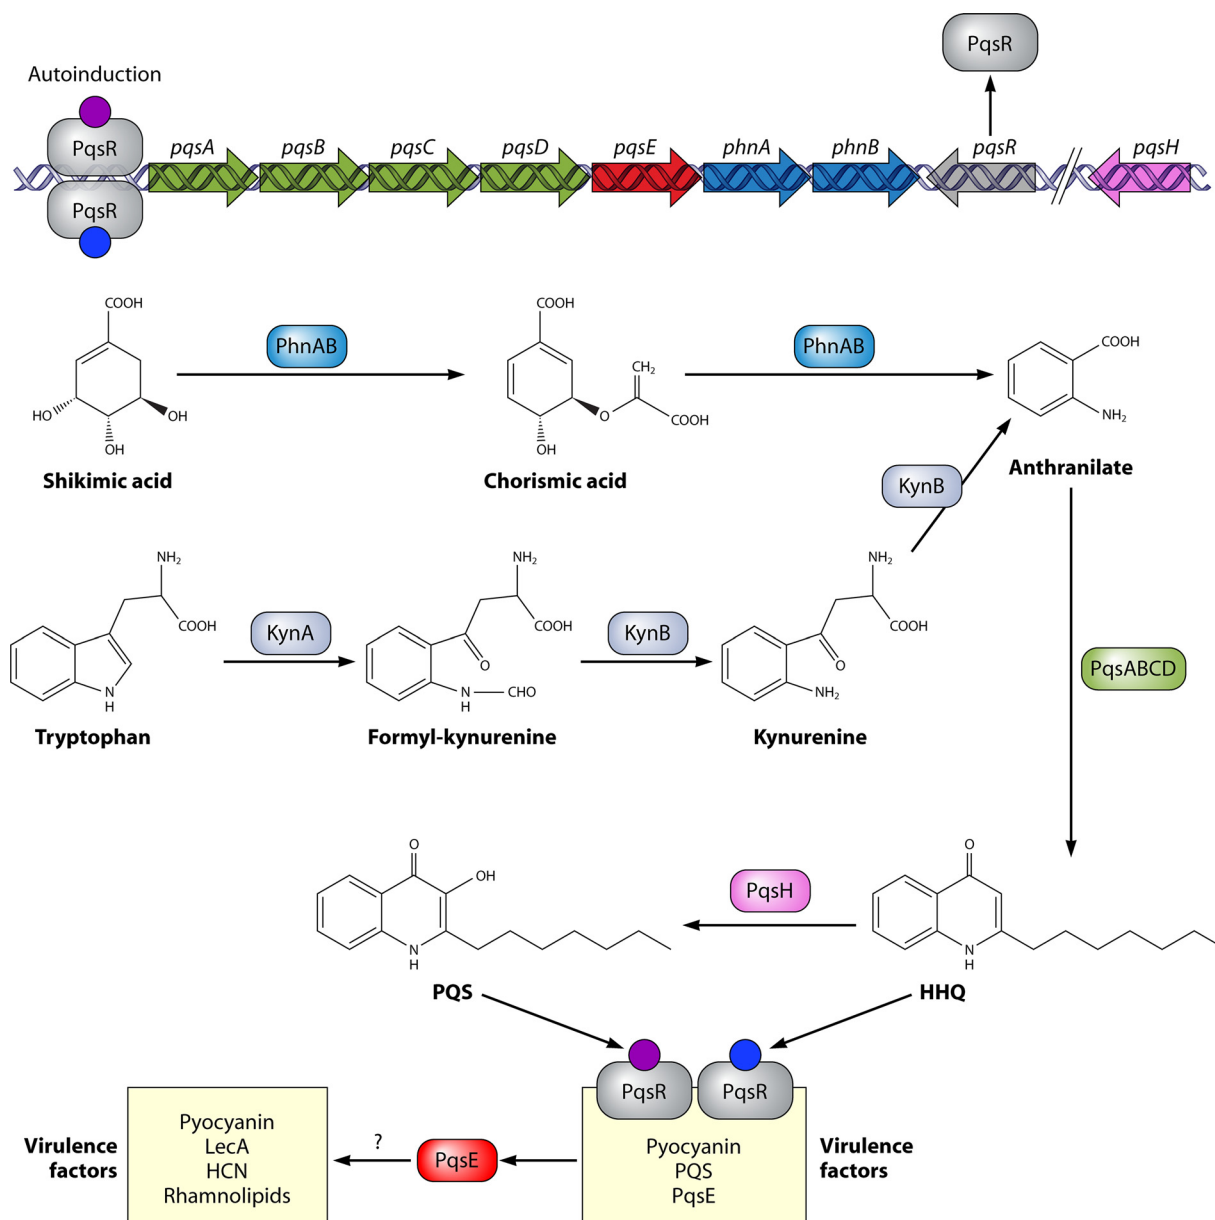 PqsR
Autoinduction
PqsR
PqsR
pqsA
pqsB
pqsC
pqsD
pqsE
phnA
phnB
pqsR
pqsH
COOH
HO
OH
OH
Shikimic acid
PhnAB
COOH
CH2
O
COOH
OH
Chorismic acid
PhnAB
COOH
NH2
Anthranilate
KynB
NH2
COOH
N
H
Tryptophan
KynA
NH2
COOH
O
N
H
CHO
Formyl-kynurenine
KynB
NH2
COOH
O
NH2
Kynurenine
PqsABCD
O
OH
N
H
PQS
PqsH
O
N
H
HHQ
PqsR
PqsR
Virulence
factors
Pyocyanin
LecA
HCN
Rhamnolipids
?
PqsE
Pyocyanin
PQS
PqsE
Virulence
factors